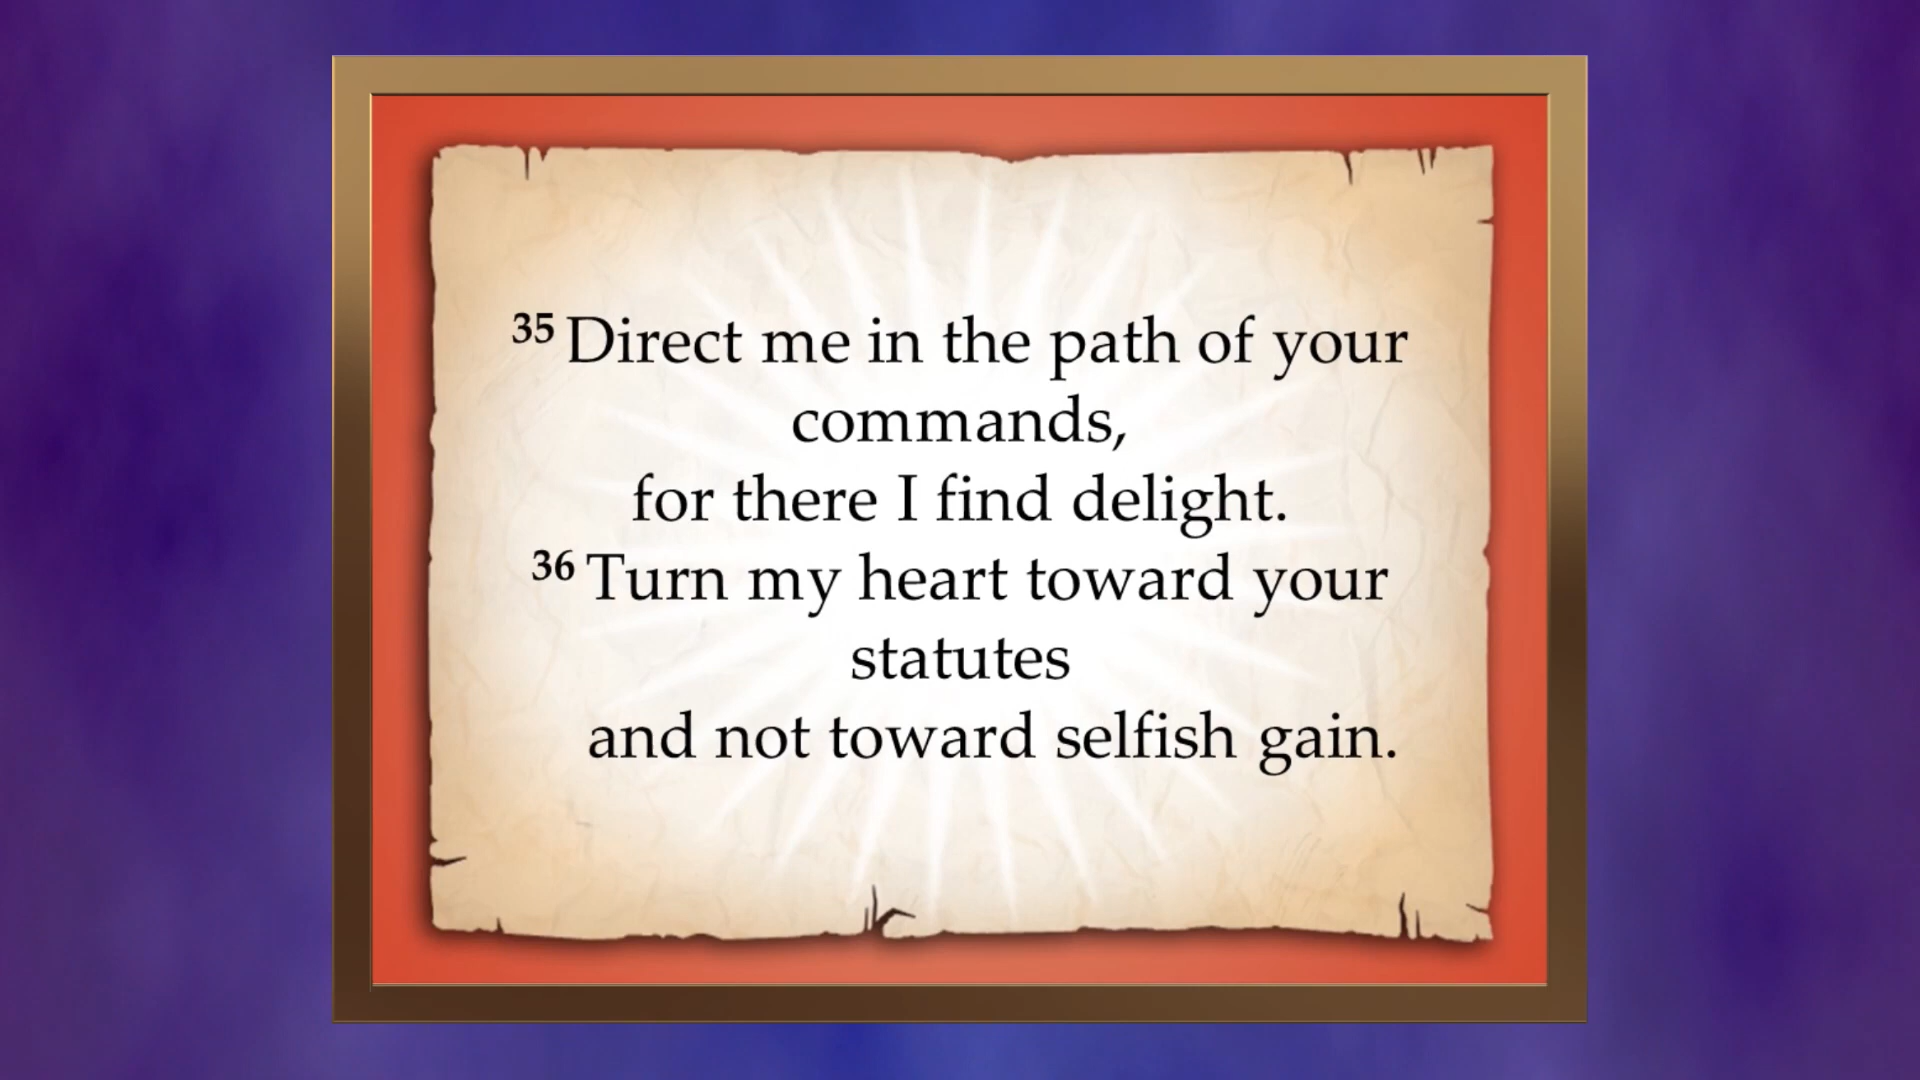 35 Direct me in the path of your
commands,
for there I find delight.
36 Turn my heart toward your
statutes
and not toward selfish gain.